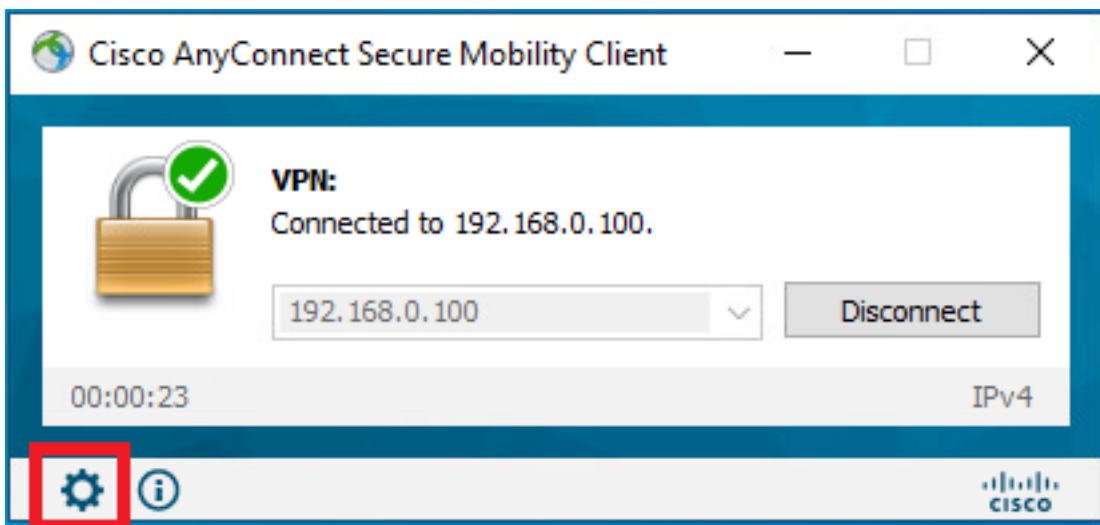 Cisco AnyConnect Secure Mobility Client
VPN:
Connected to 192.168.0.100.
192.168.0.100
Disconnect
00:00:23
IPv4
CISCO